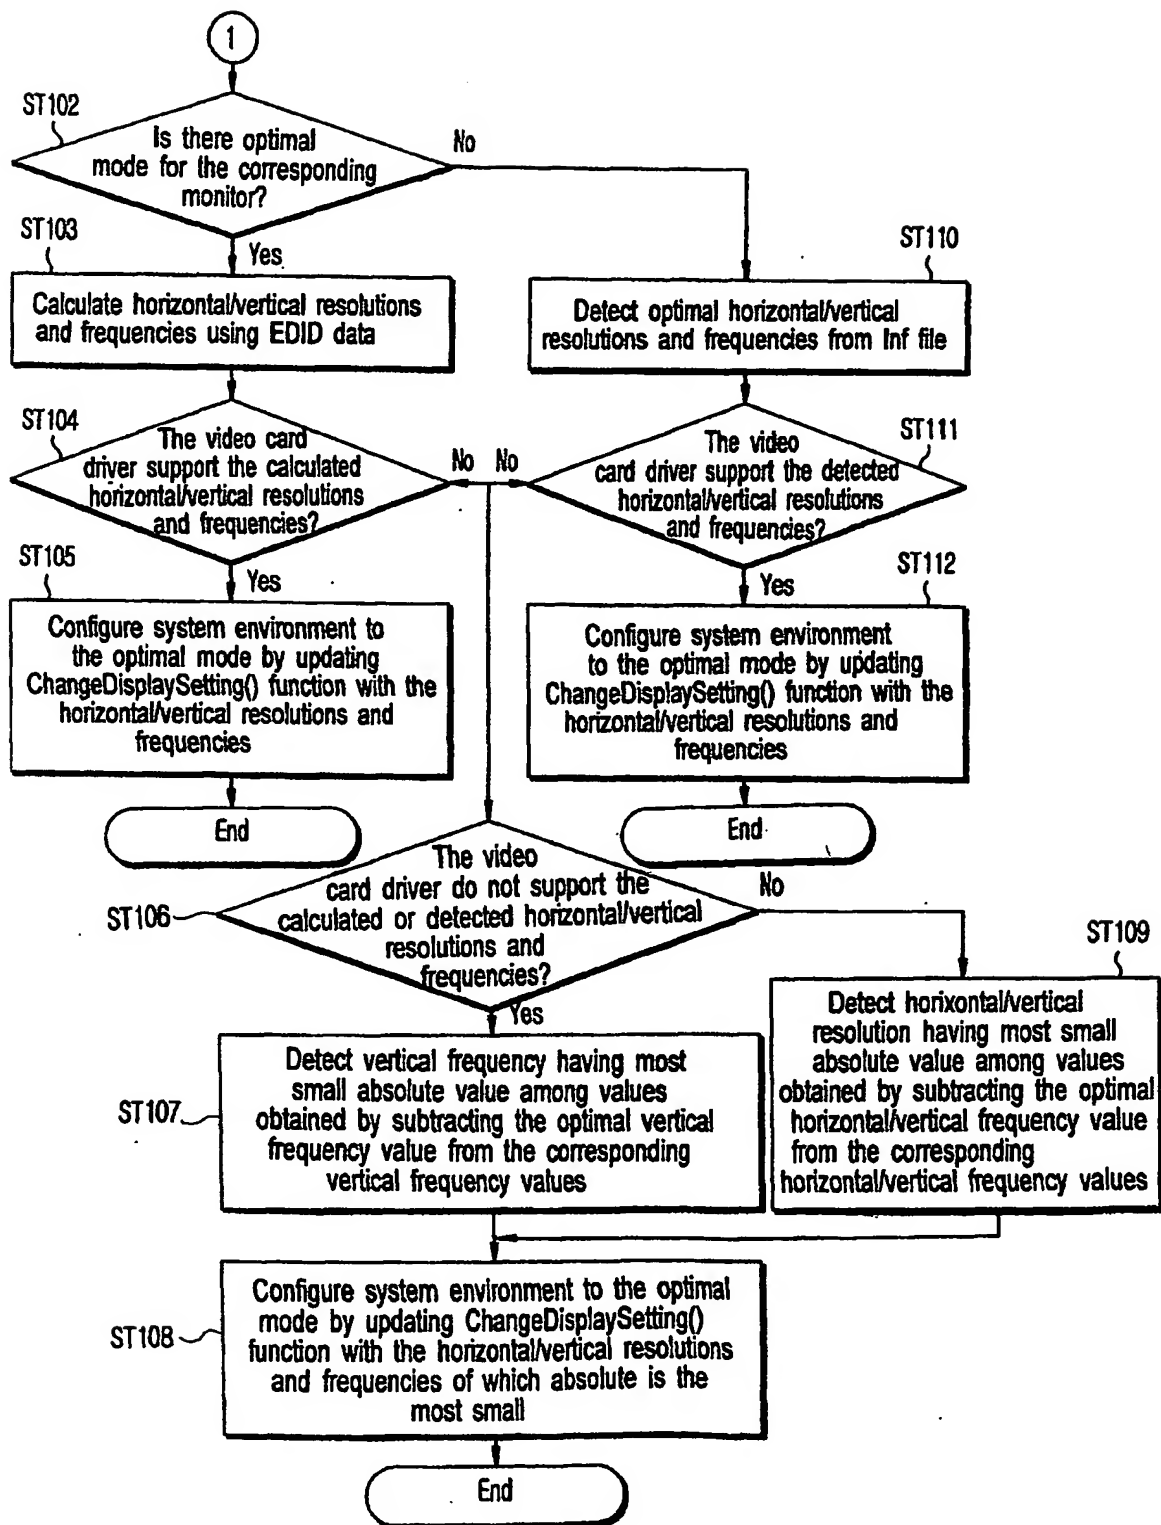 1
ST102
Is there optimal
mode for the corresponding
monitor?
No
ST103
Yes
Calculate horizontal/vertical resolutions
and frequencies using EDID data
ST110
Detect optimal horizontal/vertical
resolutions and frequencies from Inf file
ST104
The video card
driver support the calculated
horizontal/vertical resolutions
and frequencies?
No
No
The video
card driver support the detected
horizontal/vertical resolutions
and frequencies?
ST111
ST105
Yes
Configure system environment to
the optimal mode by updating
ChangeDisplaySetting() function with the
horizontal/vertical resolutions and
frequencies
End
Yes
ST112
Configure system environment
to the optimal mode by updating
ChangeDisplaySetting() function with the
horizontal/vertical resolutions and
frequencies
End
ST106
The video
card driver do not support the
calculated or detected horizontal/vertical
resolutions and
frequencies?
No
Yes
ST109
Detect horixontal/vertical
resolution having most small
absolute value among values
obtained by subtracting the optimal
horizontal/vertical frequency value
from the corresponding
horizontal/vertical frequency values
ST107
Detect vertical frequency having most
small absolute value among values
obtained by subtracting the optimal vertical
frequency value from the corresponding
vertical frequency values
ST108
Configure system environment to the optimal
mode by updating ChangeDisplaySetting()
function with the horizontal/vertical resolutions
and frequencies of which absolute is the
most small
End